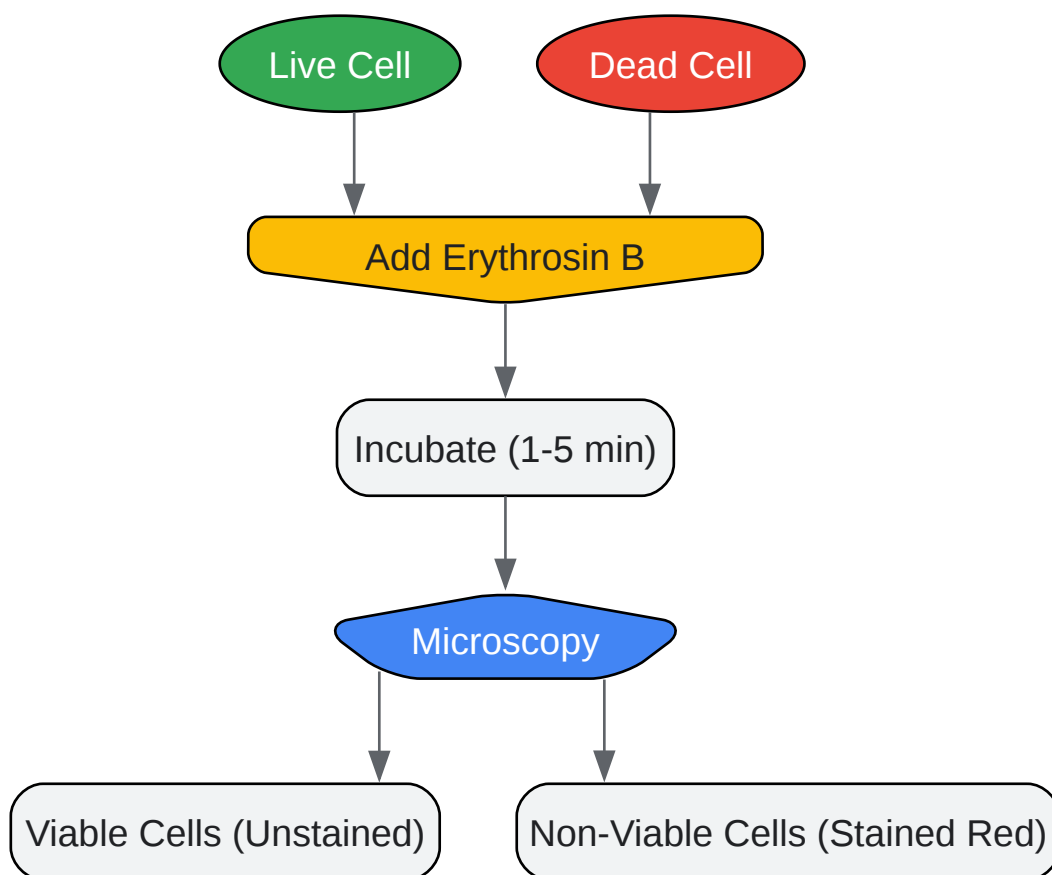 Live Cell
Dead Cell
Add Erythrosin B
Incubate (1-5 min)
Microscopy
Viable Cells (Unstained)
Non-Viable Cells (Stained Red)